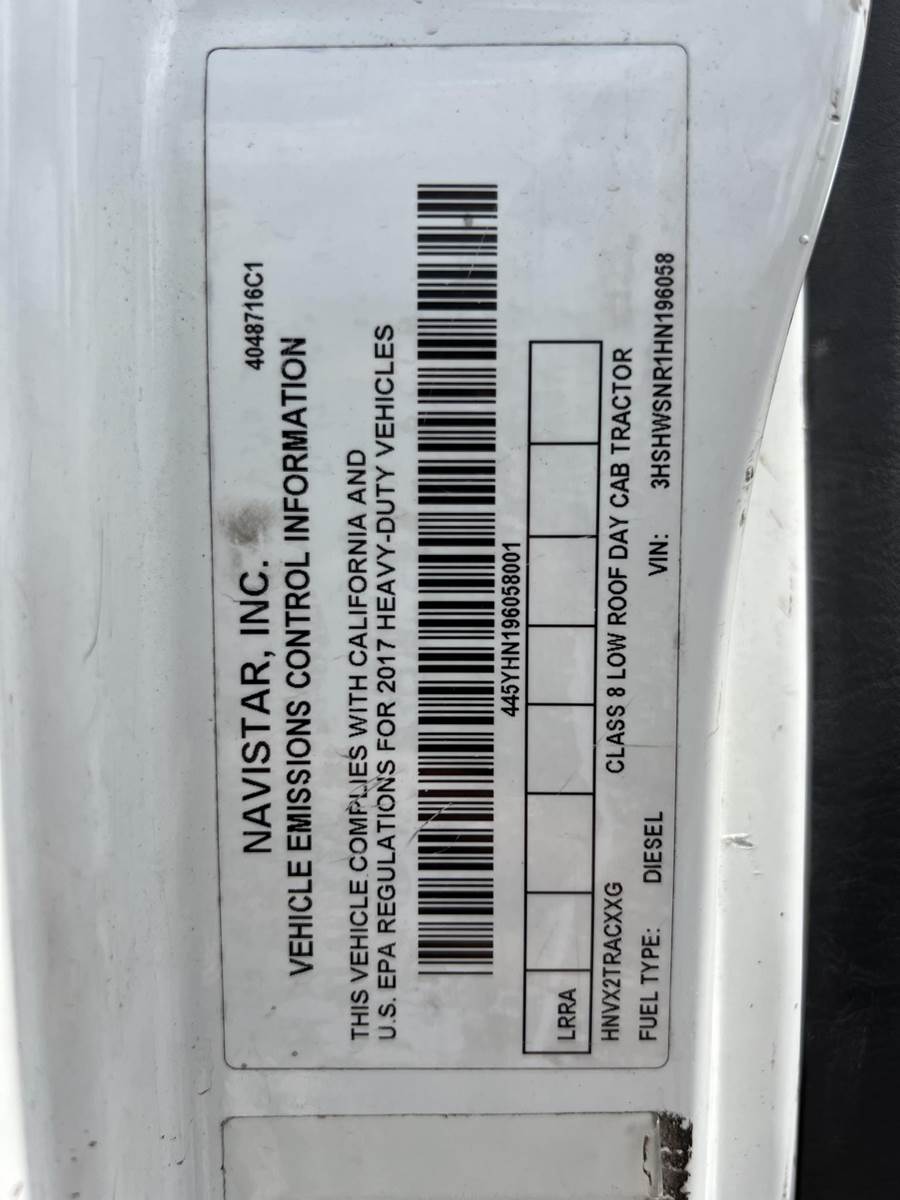 4048716C1
NAVISTAR, INC.
VEHICLE EMISSIONS CONTROL INFORMATION
THIS VEHICLE COMPLIES WITH CALIFORNIA AND
U.S. EPA REGULATIONS FOR 2017 HEAVY-DUTY VEHICLES
445YHN196058001
LRRA
HNVX2TRACXXG CLASS 8 LOW ROOF DAY CAB TRACTOR
FUEL TYPE: DIESEL VIN: 3HSHWSNR1HN196058